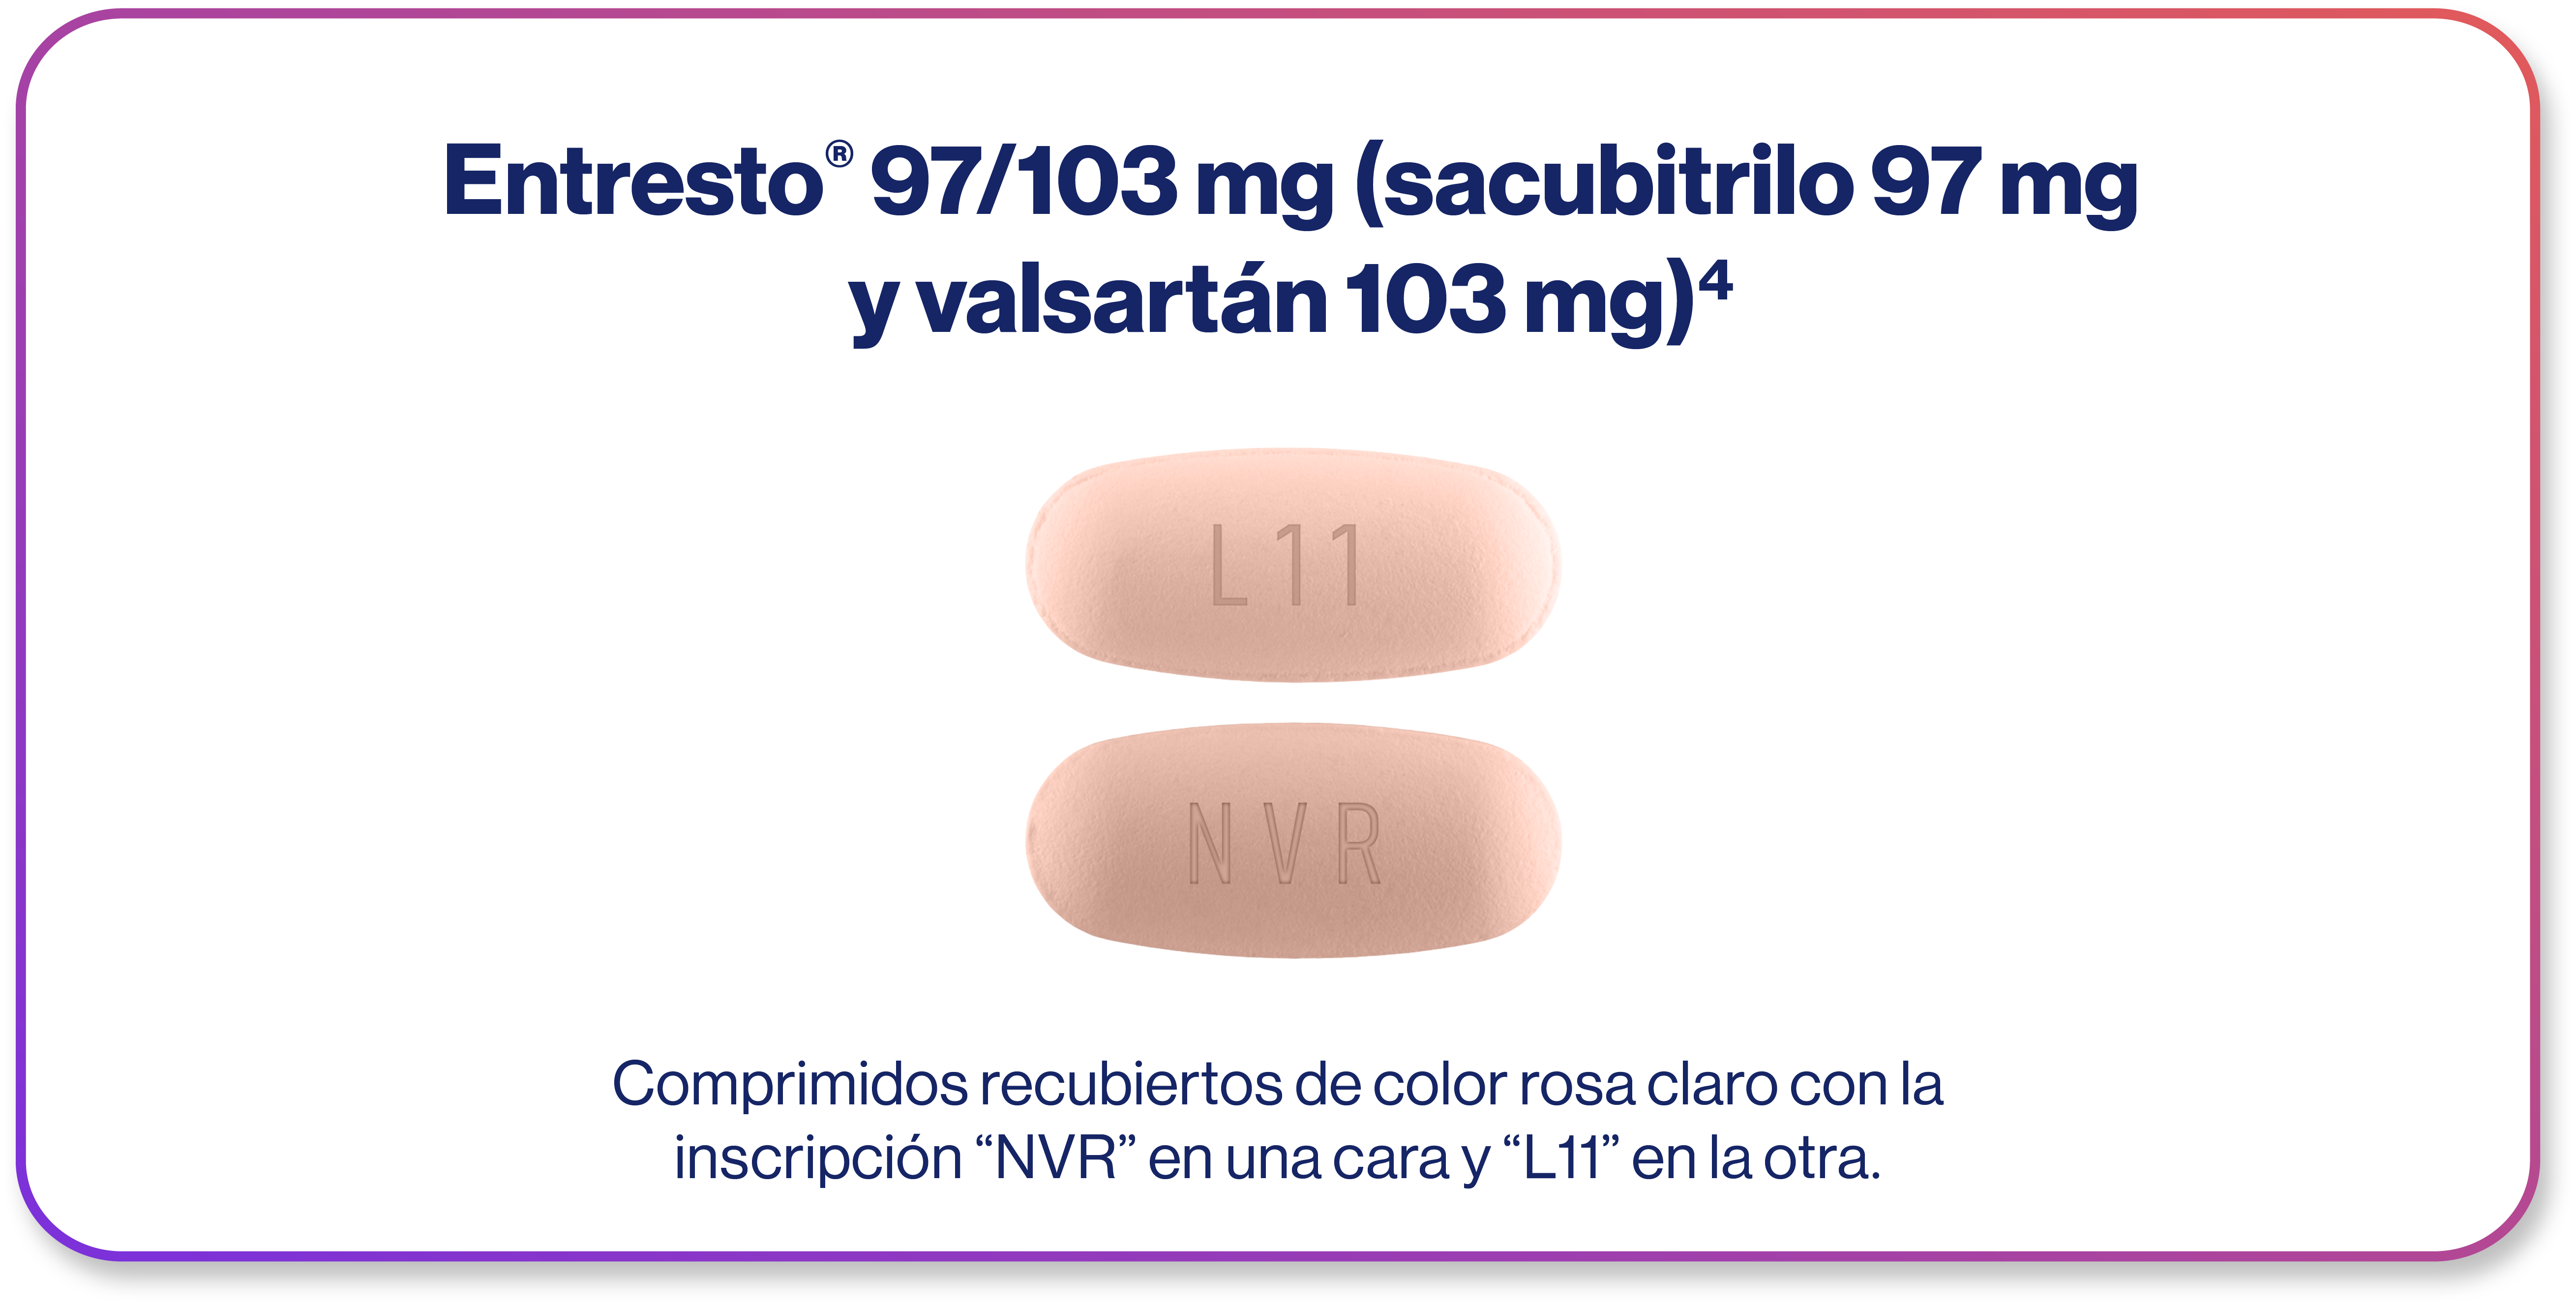 Entresto® 97/103 mg (sacubitrilo 97 mg
y valsartán 103 mg)⁴
L11
NVR
Comprimidos recubiertos de color rosa claro con la
inscripción “NVR” en una cara y “L11” en la otra.